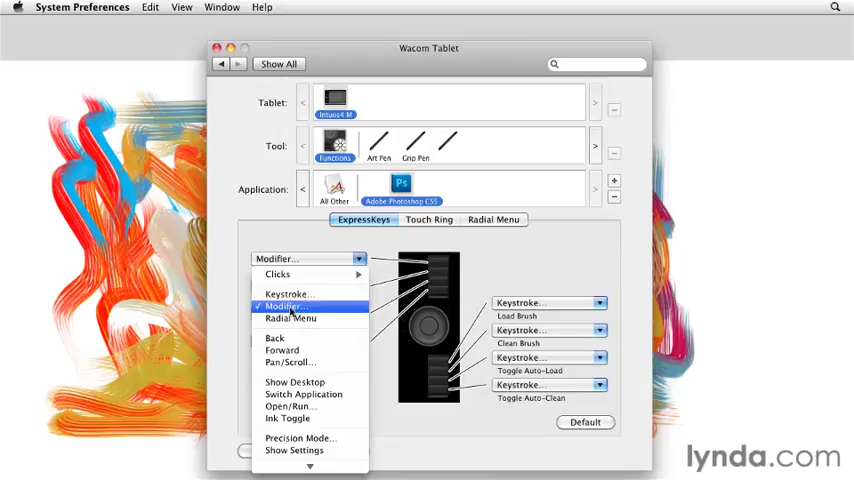 System Preferences Edit View Window Help
Wacom Tablet
Show All
Tablet:
Intuos4 M
Tool:
Functions Art Pen Grip Pen
Application:
All Other Adobe Photoshop CS5
ExpressKeys Touch Ring Radial Menu
Modifier...
Clicks
Keystroke...
✓ Modifier...
Radial Menu
Back
Forward
Pan/Scroll...
Show Desktop
Switch Application
Open/Run...
Ink Toggle
Precision Mode...
Show Settings
Keystroke...
Load Brush
Keystroke...
Clean Brush
Keystroke...
Toggle Auto-Load
Keystroke...
Toggle Auto-Clean
Default
lynda.com